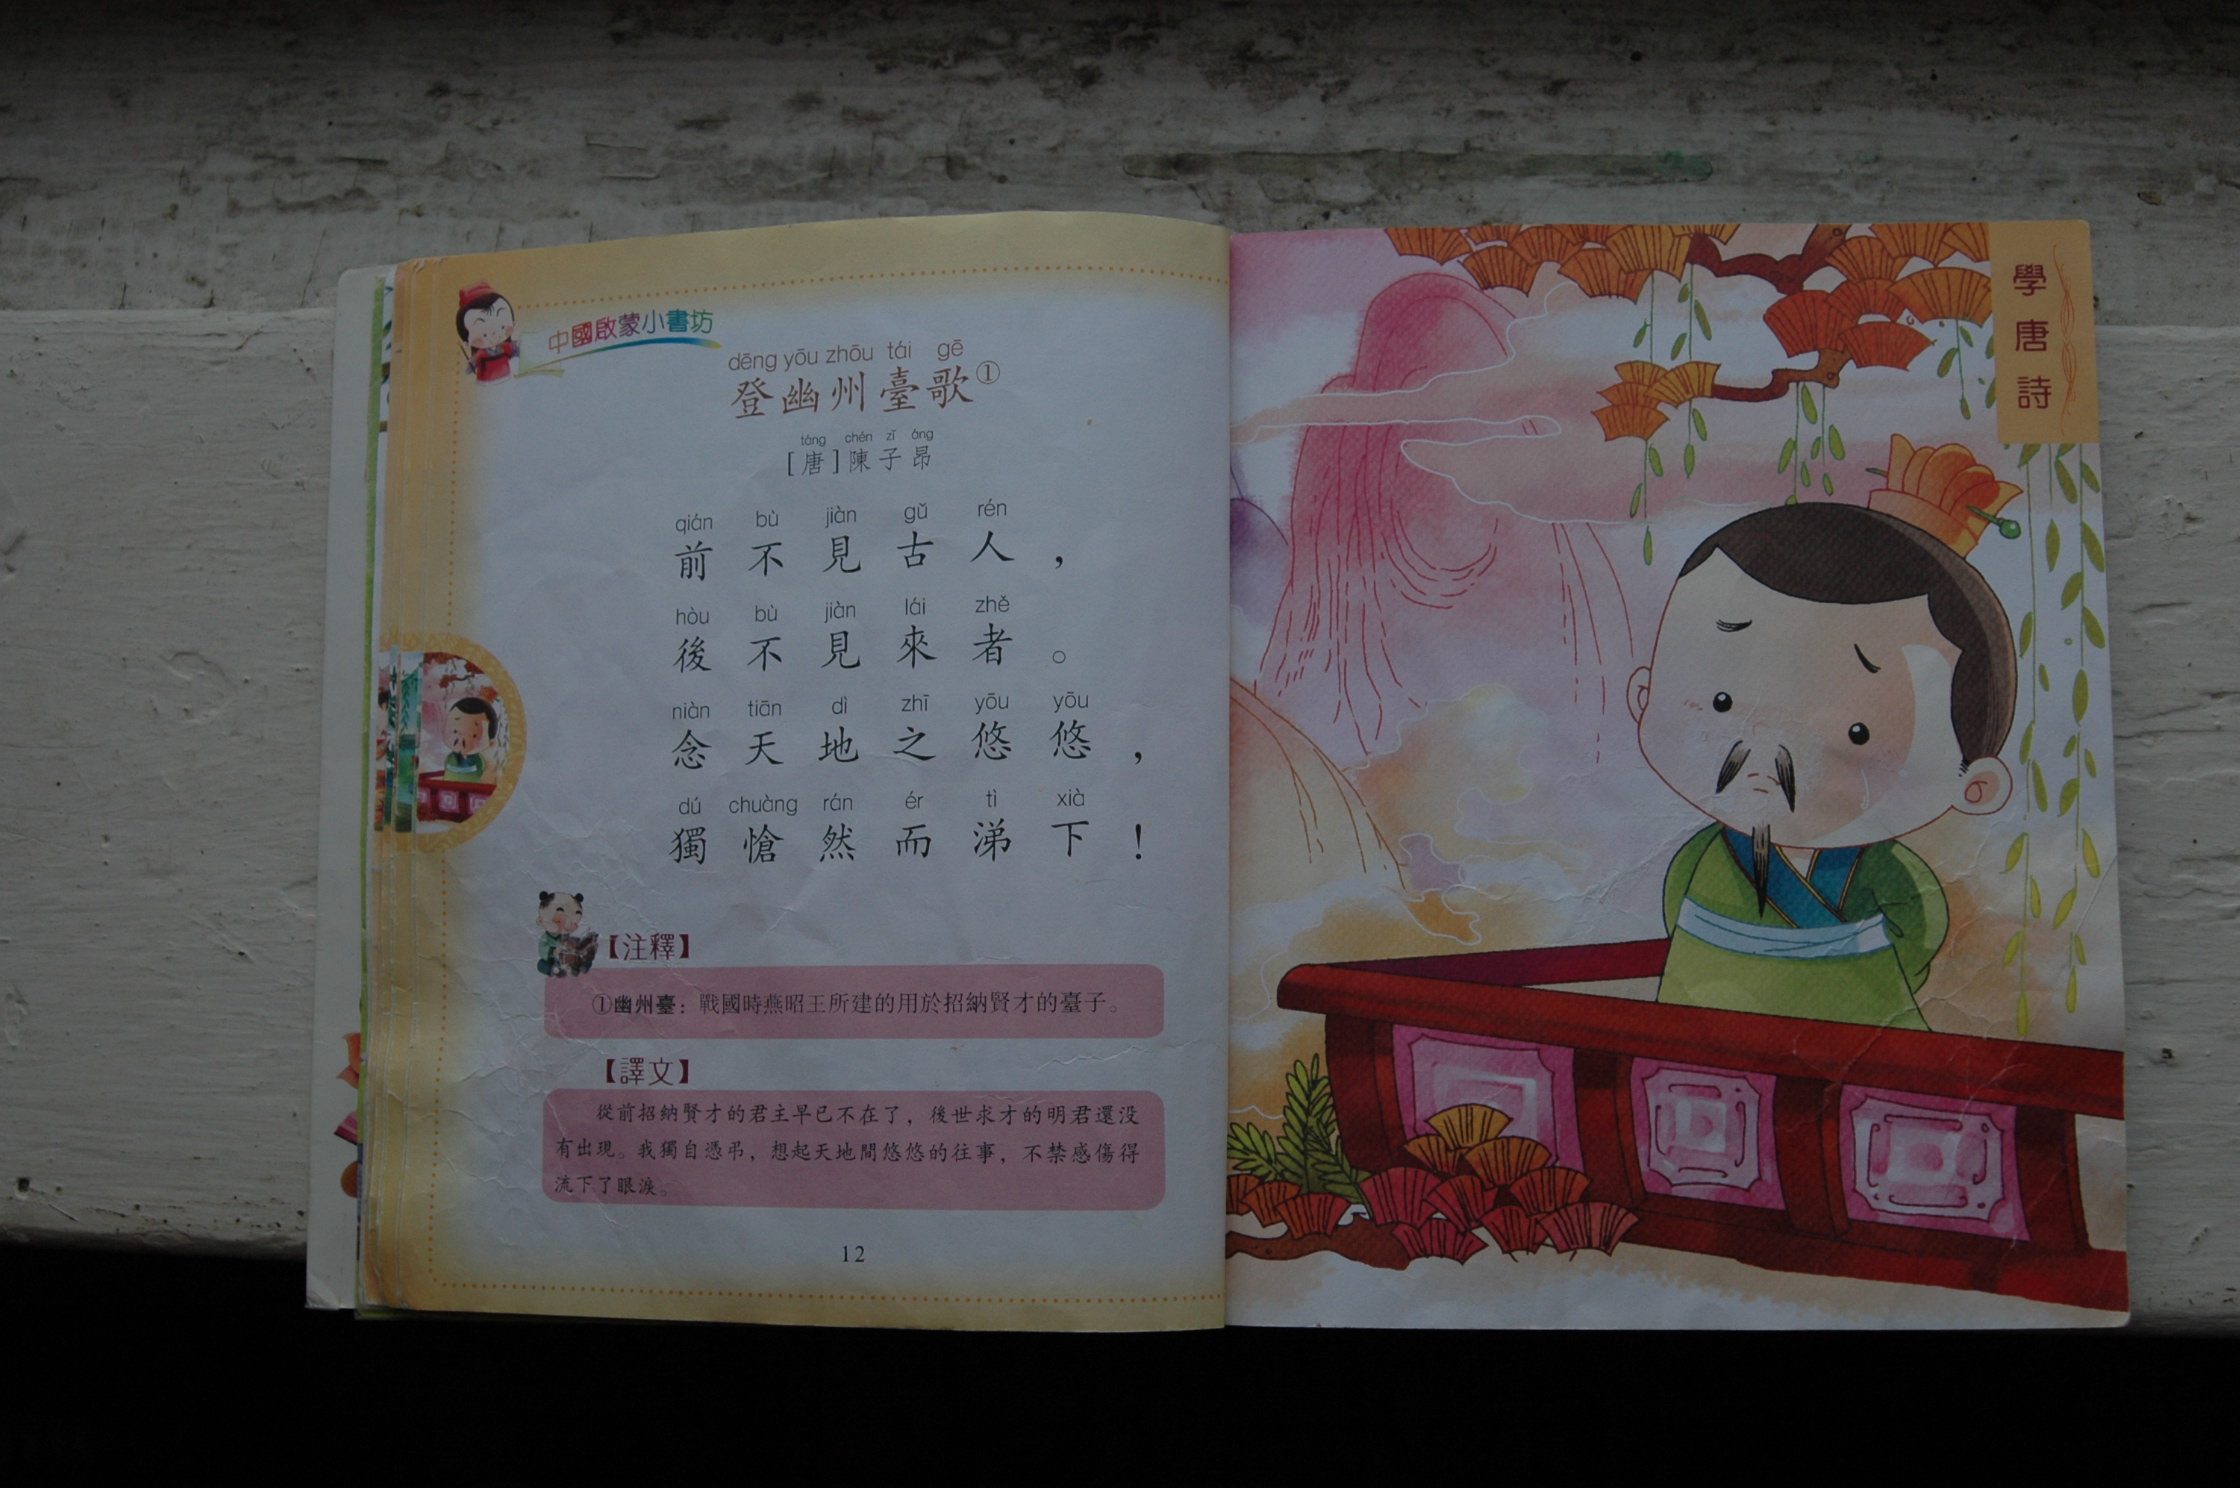 中國啟蒙小書坊
dēng yōu zhōu tái gē
登幽州臺歌①
táng chén zǐ áng
[唐]陳子昂
qián bù jiàn gǔ rén
前不見古人，
hòu bù jiàn lái zhě
後不見來者。
niàn tiān dì zhī yōu yōu
念天地之悠悠，
dú chuàng rán ér tì xià
獨愴然而涕下！
【注釋】
①幽州臺：戰國時燕昭王所建的用於招納賢才的臺子。
【譯文】
從前招納賢才的君主早已不在了，後世求才的明君還没
有出現。我獨自憑弔，想起天地間悠悠的往事，不禁感傷得
流下了眼淚。
12
學唐詩